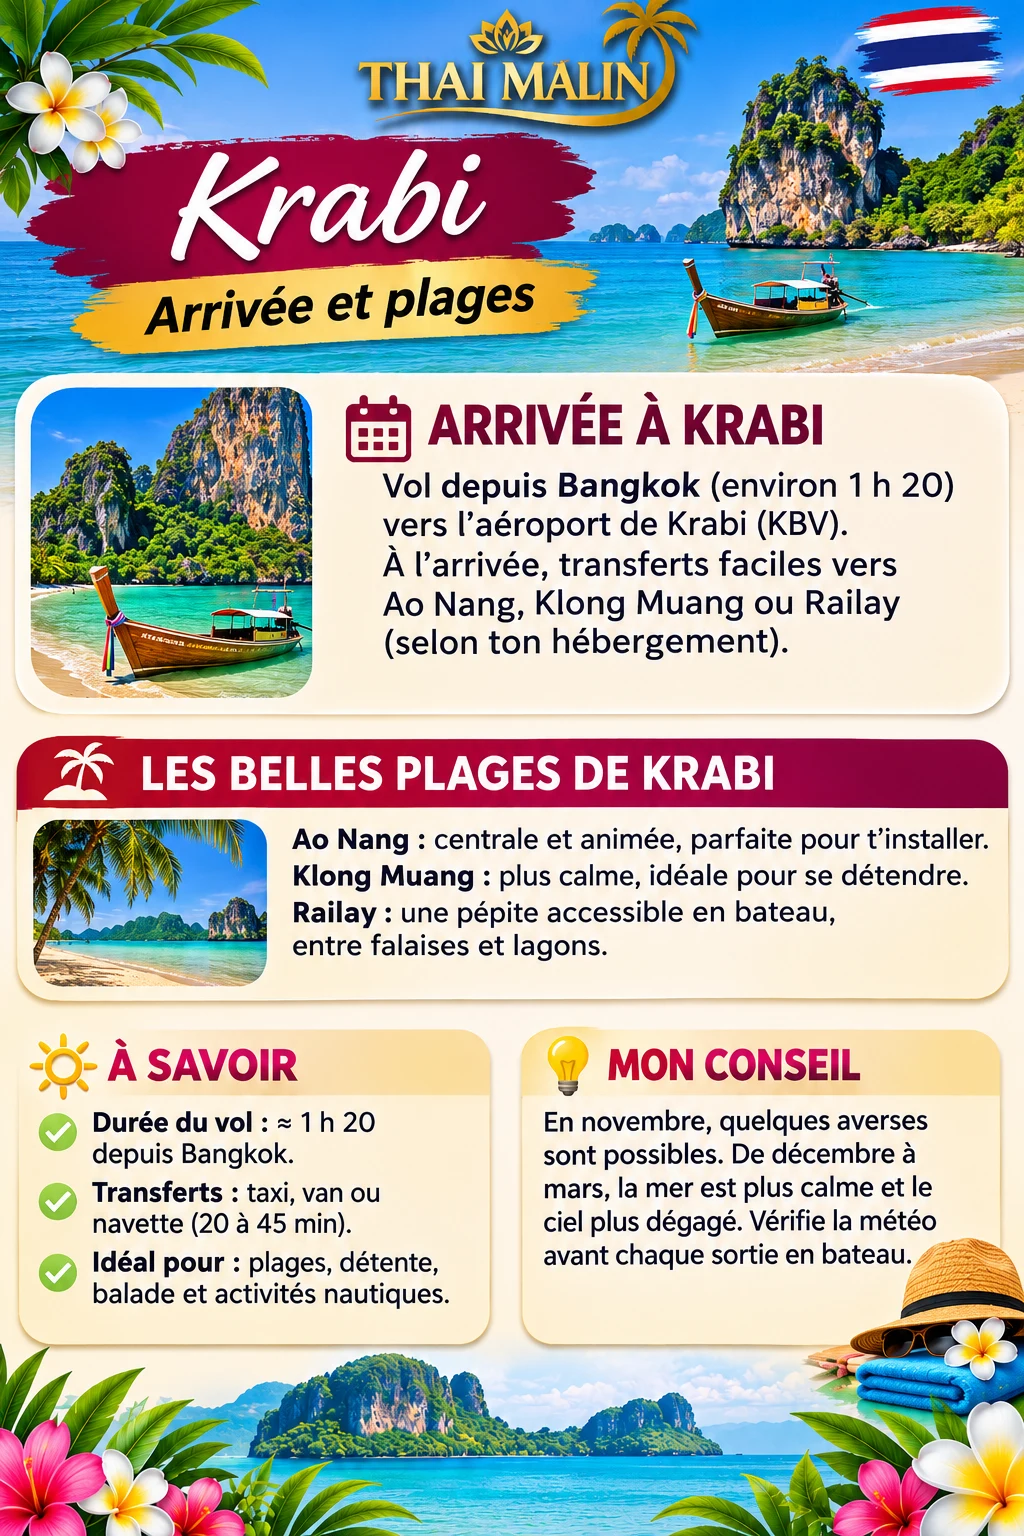 THAI MALIN
Krabi
Arrivée et plages
ARRIVÉE À KRABI
Vol depuis Bangkok (environ 1 h 20)
vers l’aéroport de Krabi (KBV).
À l’arrivée, transferts faciles vers
Ao Nang, Klong Muang ou Railay
(selon ton hébergement).
LES BELLES PLAGES DE KRABI
Ao Nang : centrale et animée, parfaite pour t’installer.
Klong Muang : plus calme, idéale pour se détendre.
Railay : une pépite accessible en bateau,
entre falaises et lagons.
À SAVOIR
Durée du vol : ≈ 1 h 20
depuis Bangkok.
Transferts : taxi, van ou
navette (20 à 45 min).
Idéal pour : plages, détente,
balade et activités nautiques.
MON CONSEIL
En novembre, quelques averses
sont possibles. De décembre à
mars, la mer est plus calme et le
ciel plus dégagé. Vérifie la météo
avant chaque sortie en bateau.